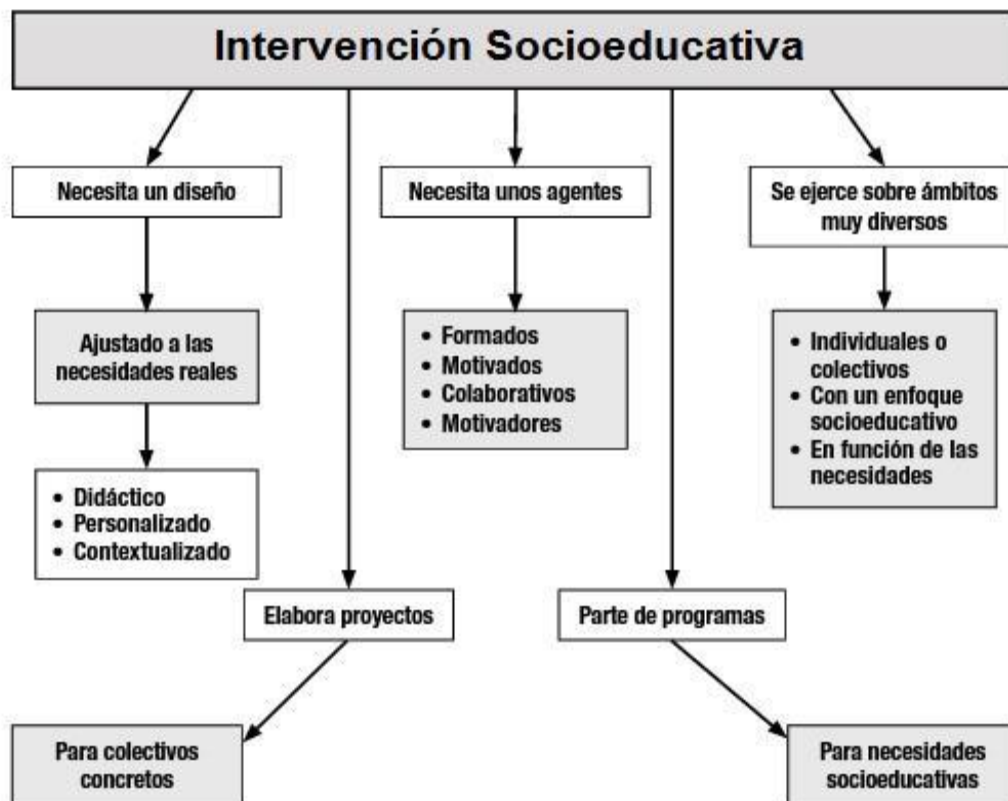 Intervención Socioeducativa
Necesita un diseño
Necesita unos agentes
Se ejerce sobre ámbitos
muy diversos
Ajustado a las
necesidades reales
• Formados
• Motivados
• Colaborativos
• Motivadores
• Individuales o
colectivos
• Con un enfoque
socioeducativo
• En función de las
necesidades
• Didáctico
• Personalizado
• Contextualizado
Elabora proyectos
Parte de programas
Para colectivos
concretos
Para necesidades
socioeducativas